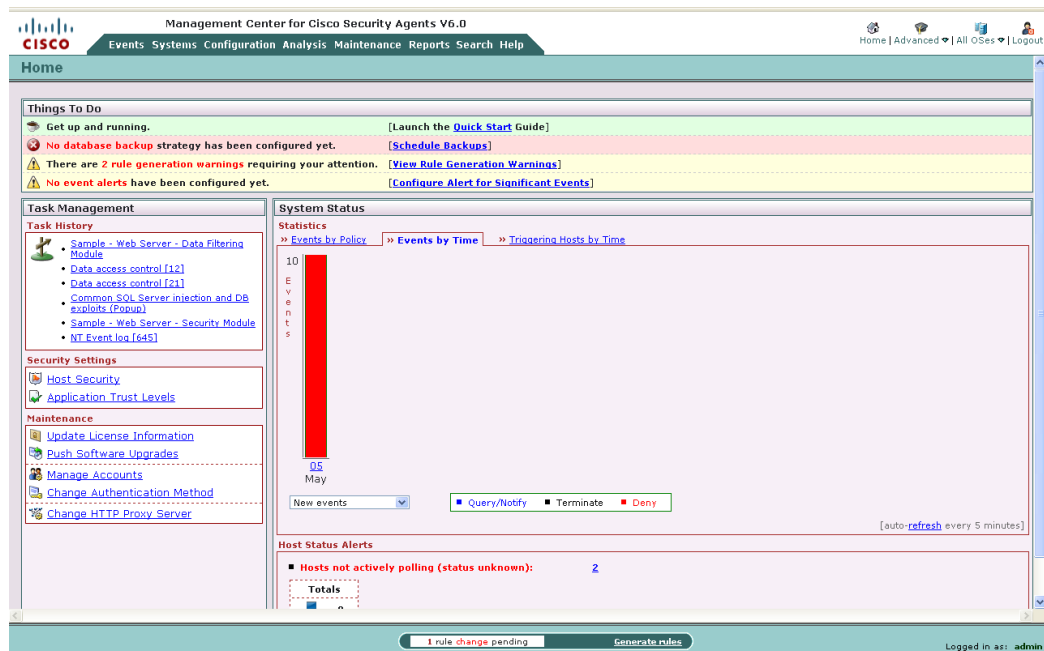 Management Center for Cisco Security Agents V6.0
CISCO
Events Systems Configuration Analysis Maintenance Reports Search Help
Home | Advanced | All OSes | Logout
Home
Things To Do
Get up and running. [Launch the Quick Start Guide]
No database backup strategy has been configured yet. [Schedule Backups]
There are 2 rule generation warnings requiring your attention. [View Rule Generation Warnings]
No event alerts have been configured yet. [Configure Alert for Significant Events]
Task Management
Task History
Sample - Web Server - Data Filtering
Module
Data access control [12]
Data access control [21]
Common SQL Server injection and DB
exploits (Popup)
Sample - Web Server - Security Module
NT Event log [645]
Security Settings
Host Security
Application Trust Levels
Maintenance
Update License Information
Push Software Upgrades
Manage Accounts
Change Authentication Method
Change HTTP Proxy Server
System Status
Statistics
» Events by Policy » Events by Time » Triggering Hosts by Time
10
Events
05
May
New events
Query/Notify Terminate Deny
[auto-refresh every 5 minutes]
Host Status Alerts
Hosts not actively polling (status unknown): 2
Totals
1 rule change pending Generate rules
Logged in as: admin